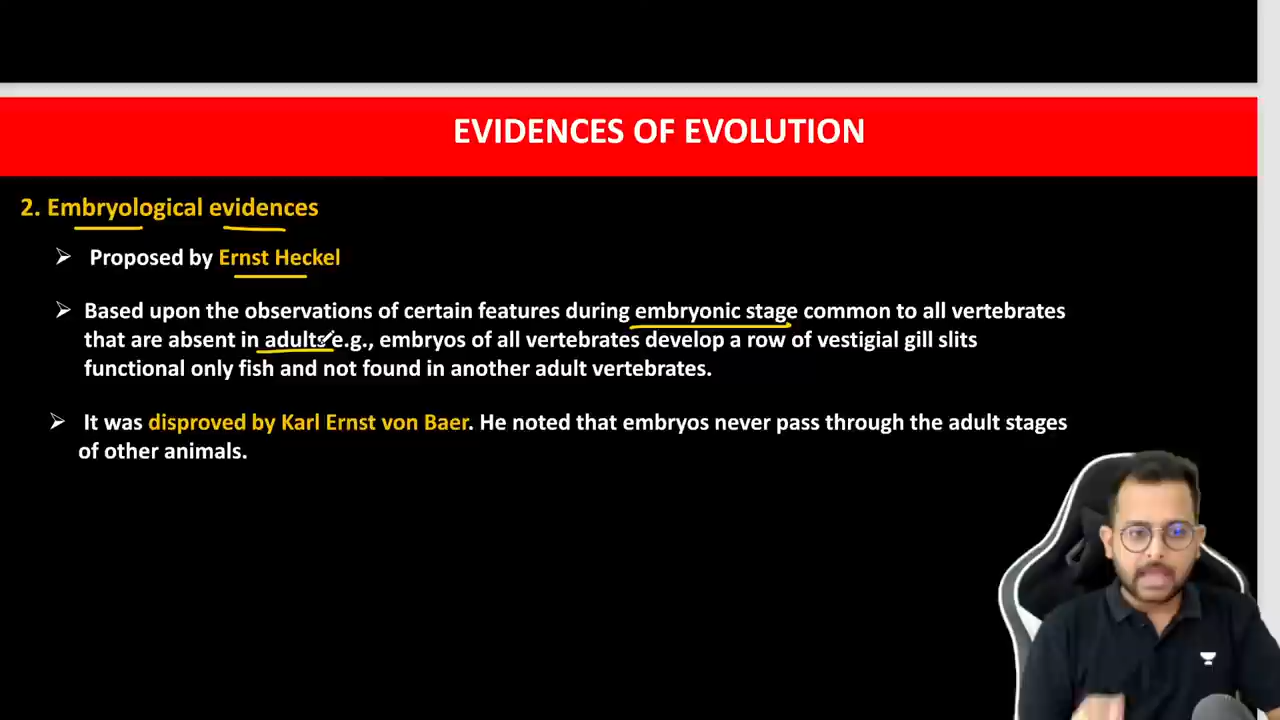 EVIDENCES OF EVOLUTION
2. Embryological evidences
Proposed by Ernst Heckel
Based upon the observations of certain features during embryonic stage common to all vertebrates
that are absent in adults e.g., embryos of all vertebrates develop a row of vestigial gill slits
functional only fish and not found in another adult vertebrates.
It was disproved by Karl Ernst von Baer. He noted that embryos never pass through the adult stages
of other animals.